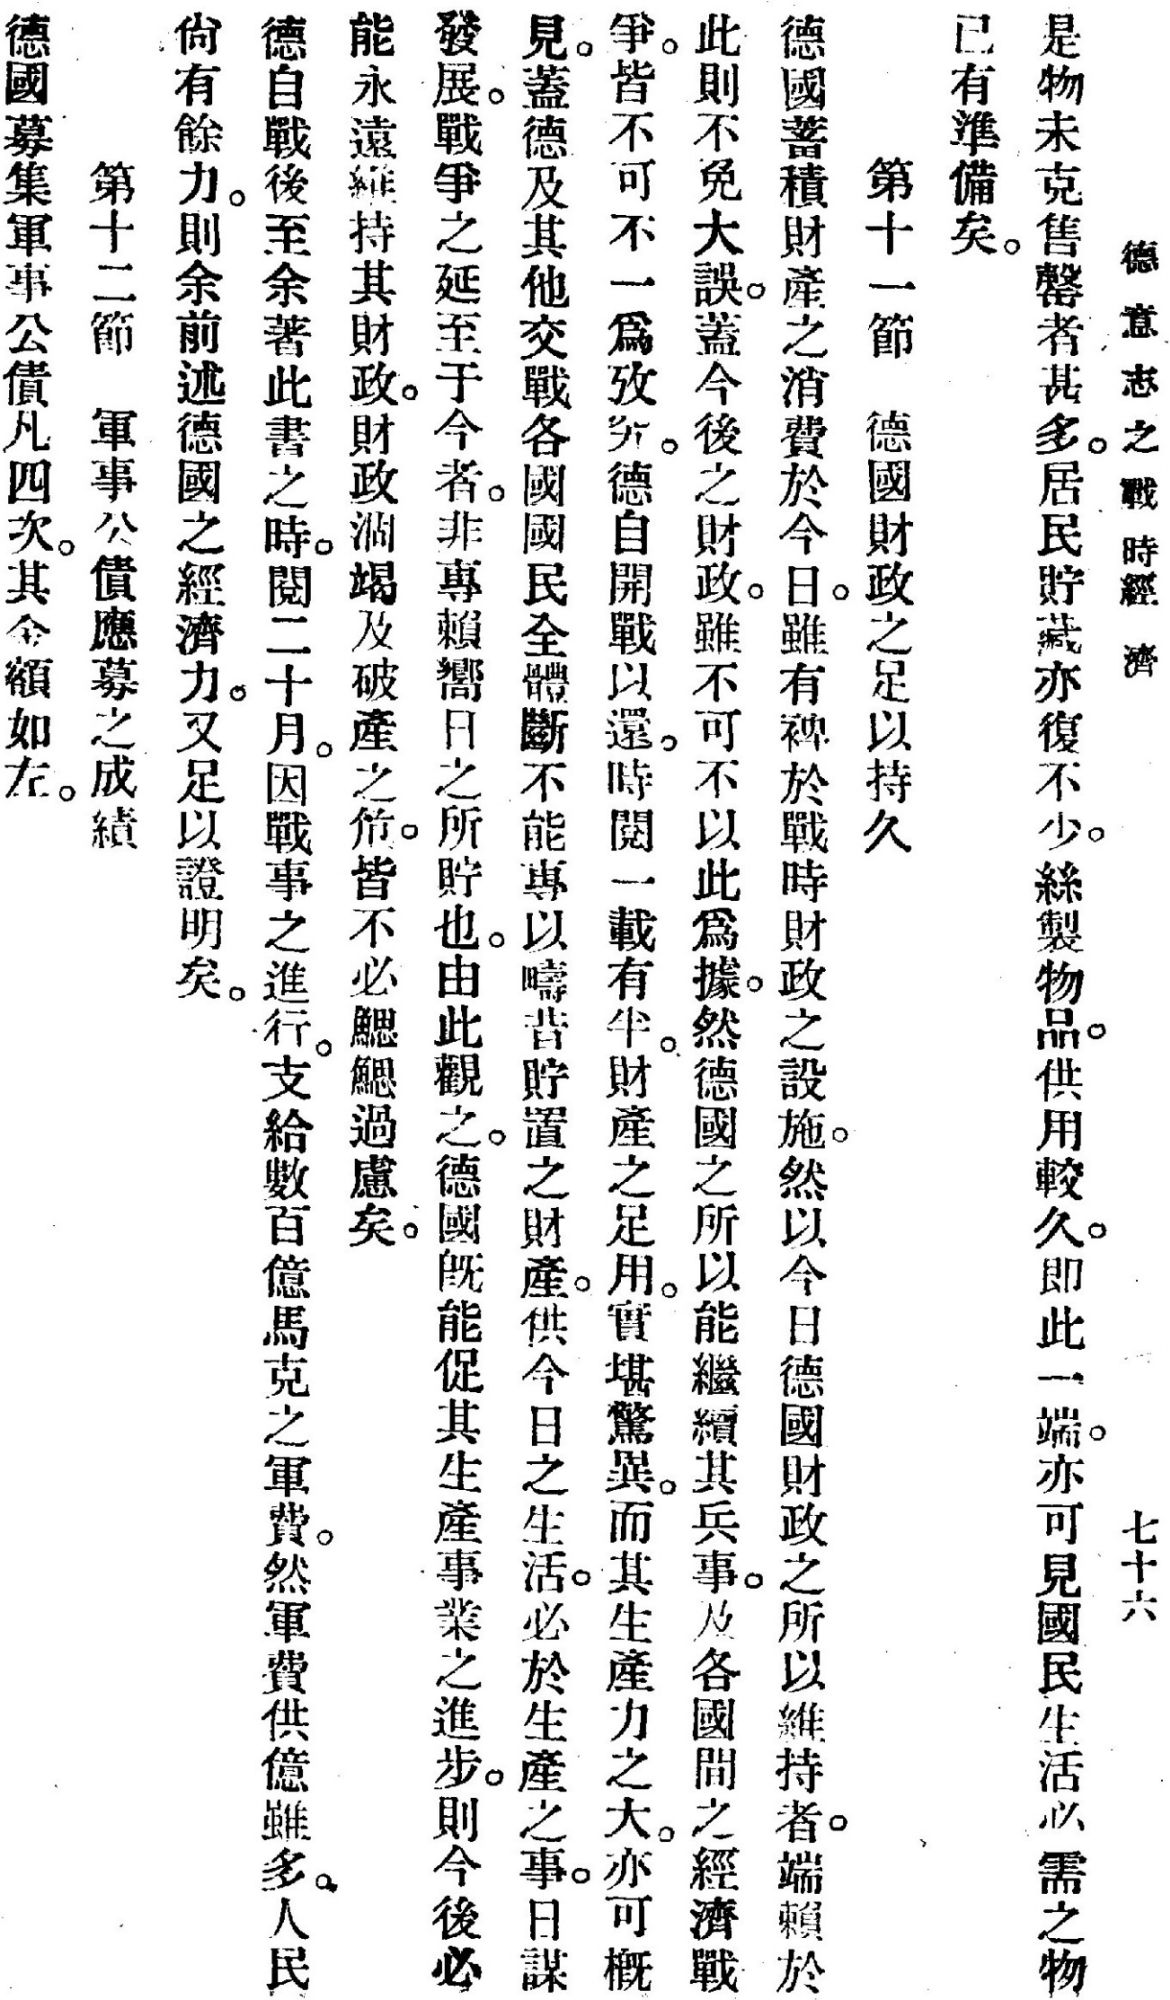 德意志之戰時經濟
七十六
是物未克售罄者甚多。居民貯藏亦復不少。絲製物品。供用較久。即此一端。亦可見國民生活必需之物
已有準備矣。
第十一節　德國財政之足以持久
德國蓄積財產之消費於今日。雖有裨於戰時財政之設施。然以今日德國財政之所以維持者。端賴於
此則不免大誤。蓋今後之財政。雖不可不以此爲據。然德國之所以能繼續其兵事。及各國間之經濟戰
爭。皆不可不一爲攷究。德自開戰以還。時閱一載有半。財產之足用。實堪驚異。而其生產力之大。亦可槪
見。蓋德及其他交戰各國國民全體斷不能專以疇昔貯置之財產。供今日之生活。必於生產之事。日謀
發展。戰爭之延至于今者。非專賴嚮日之所貯也。由此觀之。德國旣能促其生產事業之進步。則今後必
能永遠維持其財政。財政涸竭及破產之危。皆不必鰓鰓過慮矣。
德自戰後至余著此書之時。閱二十月。因戰事之進行。支給數百億馬克之軍費。然軍費供億雖多。人民
尙有餘力。則余前述德國之經濟力。又足以證明矣。
第十二節　軍事公債應募之成績
德國募集軍事公債凡四次。其金額如左。